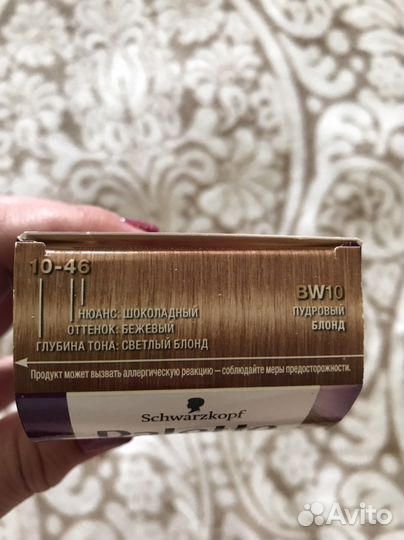 10-46
BW10
НЮАНС: ШОКОЛАДНЫЙ
ПУДРОВЫЙ
ОТТЕНОК: БЕЖЕВЫЙ
БЛОНД
ГЛУБИНА ТОНА: СВЕТЛЫЙ БЛОНД
Продукт может вызвать аллергическую реакцию – соблюдайте меры предосторожности.
Schwarzkopf
Avito